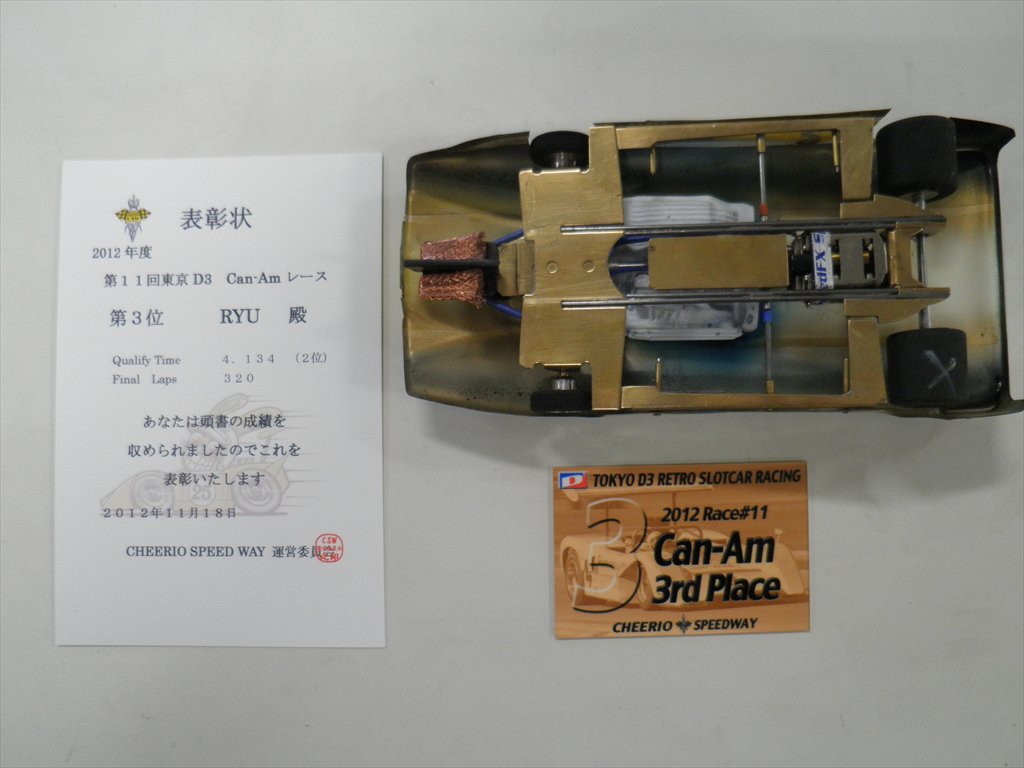 表彰状
2012年度
第１１回東京D3 Can-Amレース
第３位 RYU 殿
Qualify Time ４．１３４ （２位）
Final Laps ３２０
あなたは頭書の成績を
収められましたのでこれを
表彰いたします
２０１２年１１月１８日
CHEERIO SPEED WAY 運営委員
CSW
25
TOKYO D3 RETRO SLOTCAR RACING
2012 Race#11
3
Can-Am
3rd Place
CHEERIO SPEEDWAY